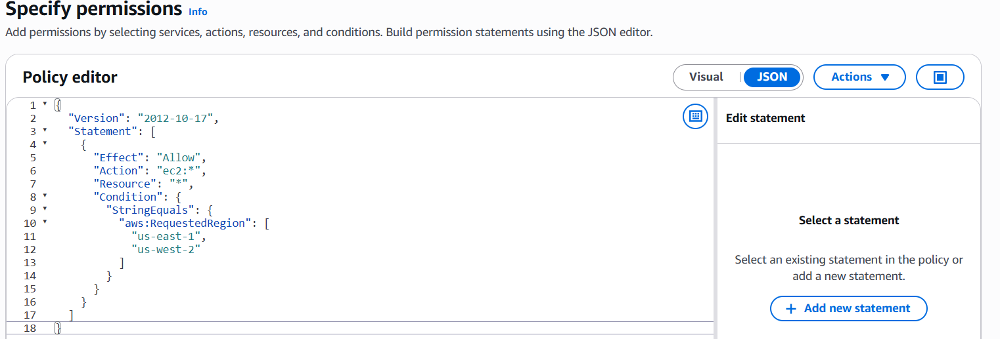 Specify permissions Info
Add permissions by selecting services, actions, resources, and conditions. Build permission statements using the JSON editor.
Policy editor
Visual | JSON
Actions
1 {
2 "Version": "2012-10-17",
3 "Statement": [
4 {
5 "Effect": "Allow",
6 "Action": "ec2:*",
7 "Resource": "*",
8 "Condition": {
9 "StringEquals": {
10 "aws:RequestedRegion": [
11 "us-east-1",
12 "us-west-2"
13 ]
14 }
15 }
16 }
17 ]
18 }
Edit statement
Select a statement
Select an existing statement in the policy or
add a new statement.
+ Add new statement